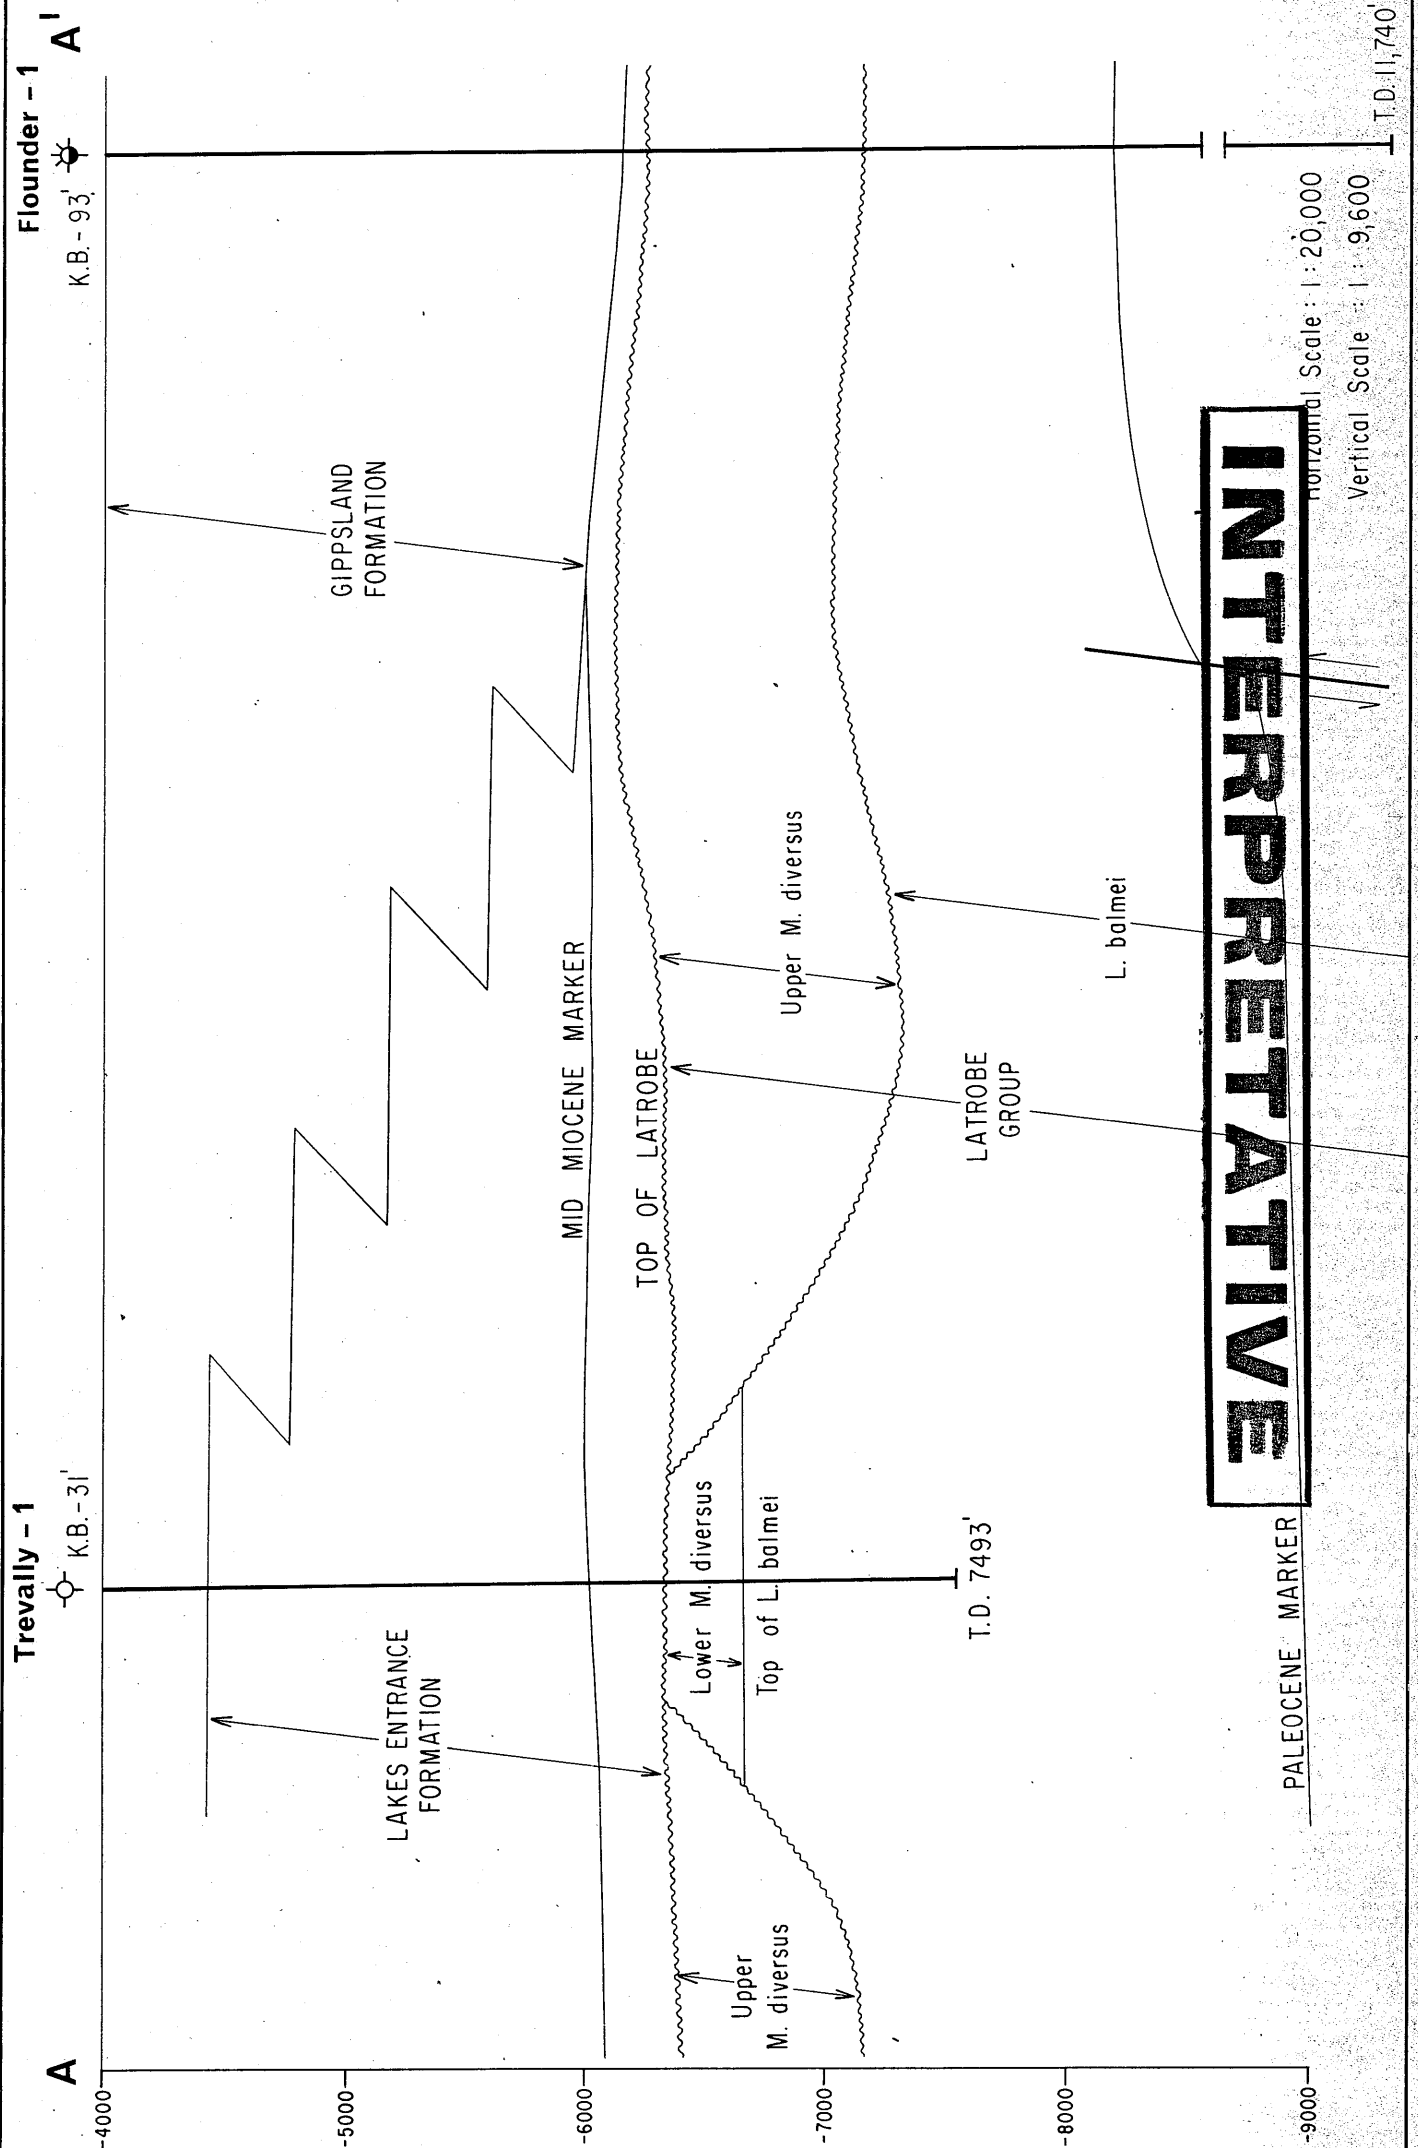 A
A'
Trevally - 1
K.B. - 31'
Flounder - 1
K.B. - 93'
-4000
-5000
-6000
-7000
-8000
-9000
GIPPSLAND
FORMATION
LAKES ENTRANCE
FORMATION
MID MIOCENE MARKER
TOP OF LATROBE
Lower M. diversus
Top of L. balmei
Upper
M. diversus
Upper M. diversus
LATROBE
GROUP
L. balmei
T.D. 7493'
PALEOCENE MARKER
INTERPRETATIVE
Horizontal Scale : 1 : 20,000
Vertical Scale : 1 : 9,600
T.D. 11,740'